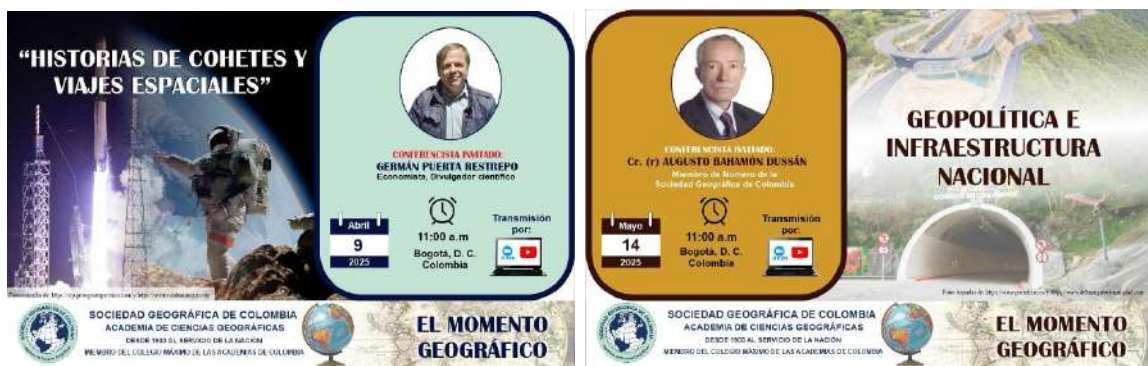 “HISTORIAS DE COHETES Y
VIAJES ESPACIALES”
CONFERENCISTA INVITADO:
GERMÁN PUERTA RESTREPO
Economista, Divulgador científico
Abril
9
2025
11:00 a.m
Bogotá, D. C.
Colombia
Transmisión
por:
SOCIEDAD GEOGRÁFICA DE COLOMBIA
ACADEMIA DE CIENCIAS GEOGRÁFICAS
DESDE 1903 AL SERVICIO DE LA NACIÓN
MIEMBRO DEL COLEGIO MÁXIMO DE LAS ACADEMIAS DE COLOMBIA
EL MOMENTO
GEOGRÁFICO
CONFERENCISTA INVITADO:
Cr. (r) AUGUSTO BAHAMÓN DUSSÁN
Miembro de Número de la
Sociedad Geográfica de Colombia
Mayo
14
2025
11:00 a.m
Bogotá, D. C.
Colombia
Transmisión
por:
GEOPOLÍTICA E
INFRAESTRUCTURA
NACIONAL
SOCIEDAD GEOGRÁFICA DE COLOMBIA
ACADEMIA DE CIENCIAS GEOGRÁFICAS
DESDE 1903 AL SERVICIO DE LA NACIÓN
MIEMBRO DEL COLEGIO MÁXIMO DE LAS ACADEMIAS DE COLOMBIA
EL MOMENTO
GEOGRÁFICO